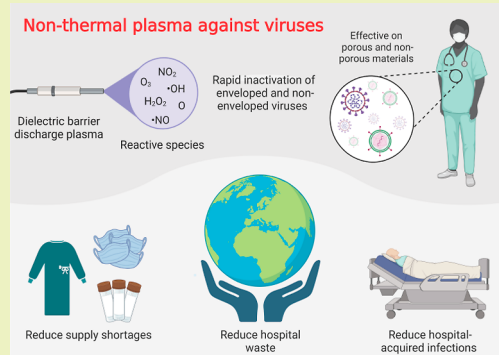 Non-thermal plasma against viruses
Effective on
porous and non-
porous materials
NO₂
O₃
•OH
H₂O₂
O
•NO
Rapid inactivation of
enveloped and non-
enveloped viruses
Dielectric barrier
discharge plasma
Reactive species
Reduce supply shortages
Reduce hospital
waste
Reduce hospital-
acquired infections